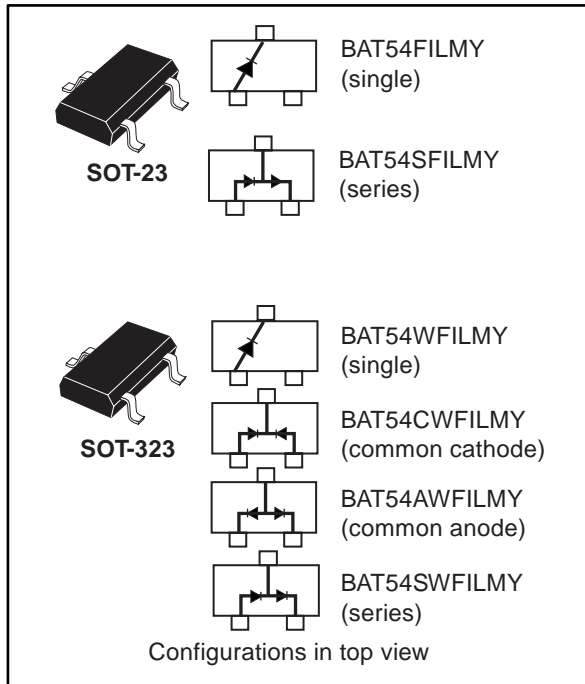 BAT54FILMY
(single)
SOT-23
BAT54SFILMY
(series)
BAT54WFILMY
(single)
SOT-323
BAT54CWFILMY
(common cathode)
BAT54AWFILMY
(common anode)
BAT54SWFILMY
(series)
Configurations in top view